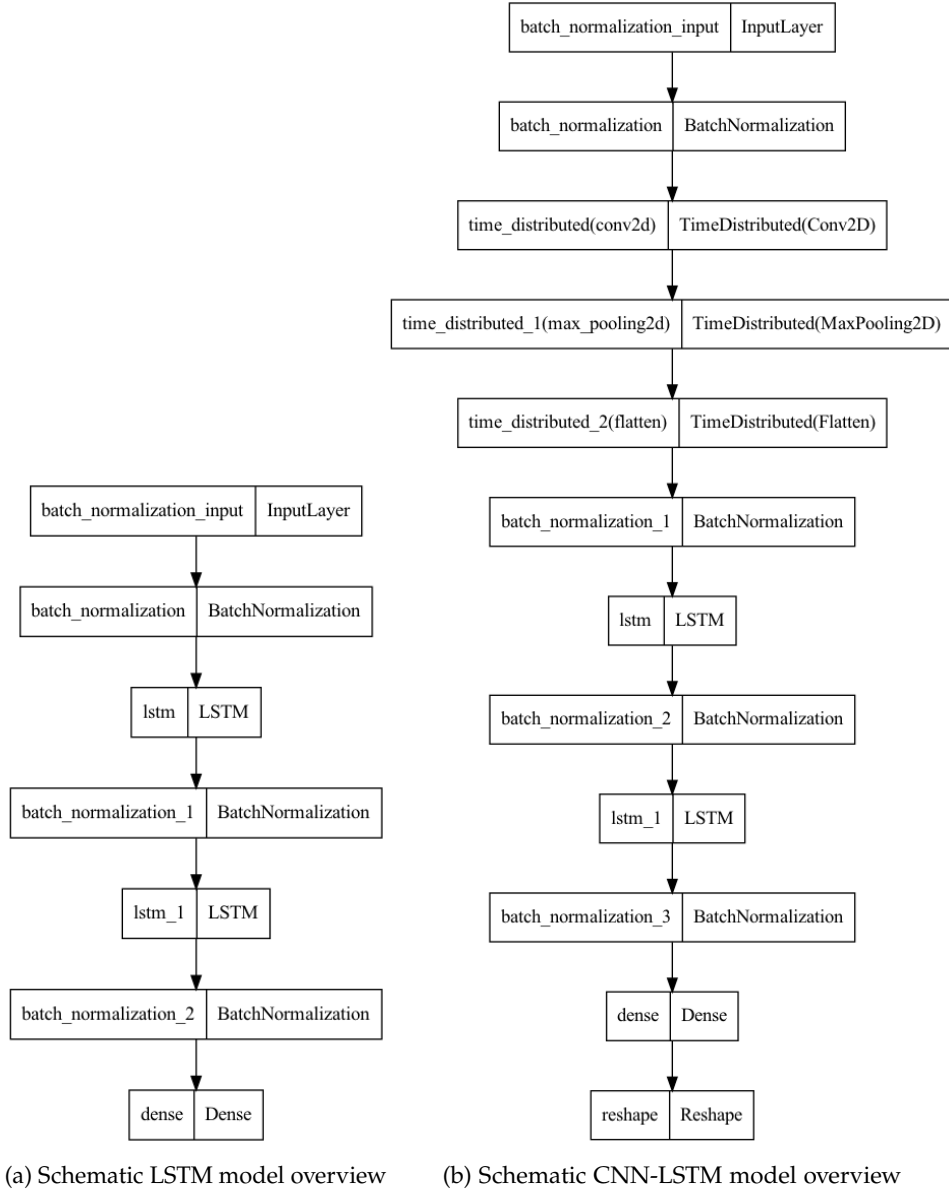 batch_normalization_input InputLayer
batch_normalization BatchNormalization
lstm LSTM
batch_normalization_1 BatchNormalization
lstm_1 LSTM
batch_normalization_2 BatchNormalization
dense Dense
(a) Schematic LSTM model overview
batch_normalization_input InputLayer
batch_normalization BatchNormalization
time_distributed(conv2d) TimeDistributed(Conv2D)
time_distributed_1(max_pooling2d) TimeDistributed(MaxPooling2D)
time_distributed_2(flatten) TimeDistributed(Flatten)
batch_normalization_1 BatchNormalization
lstm LSTM
batch_normalization_2 BatchNormalization
lstm_1 LSTM
batch_normalization_3 BatchNormalization
dense Dense
reshape Reshape
(b) Schematic CNN-LSTM model overview